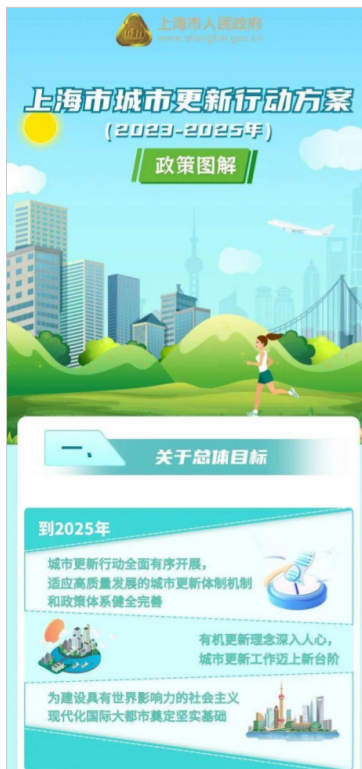 上海市人民政府
www.shanghai.gov.cn
上海市城市更新行动方案
(2023-2025年)
政策图解
一、
关于总体目标
到2025年
城市更新行动全面有序开展，
适应高质量发展的城市更新体制机制
和政策体系健全完善
有机更新理念深入人心，
城市更新工作迈上新台阶
为建设具有世界影响力的社会主义
现代化国际大都市奠定坚实基础